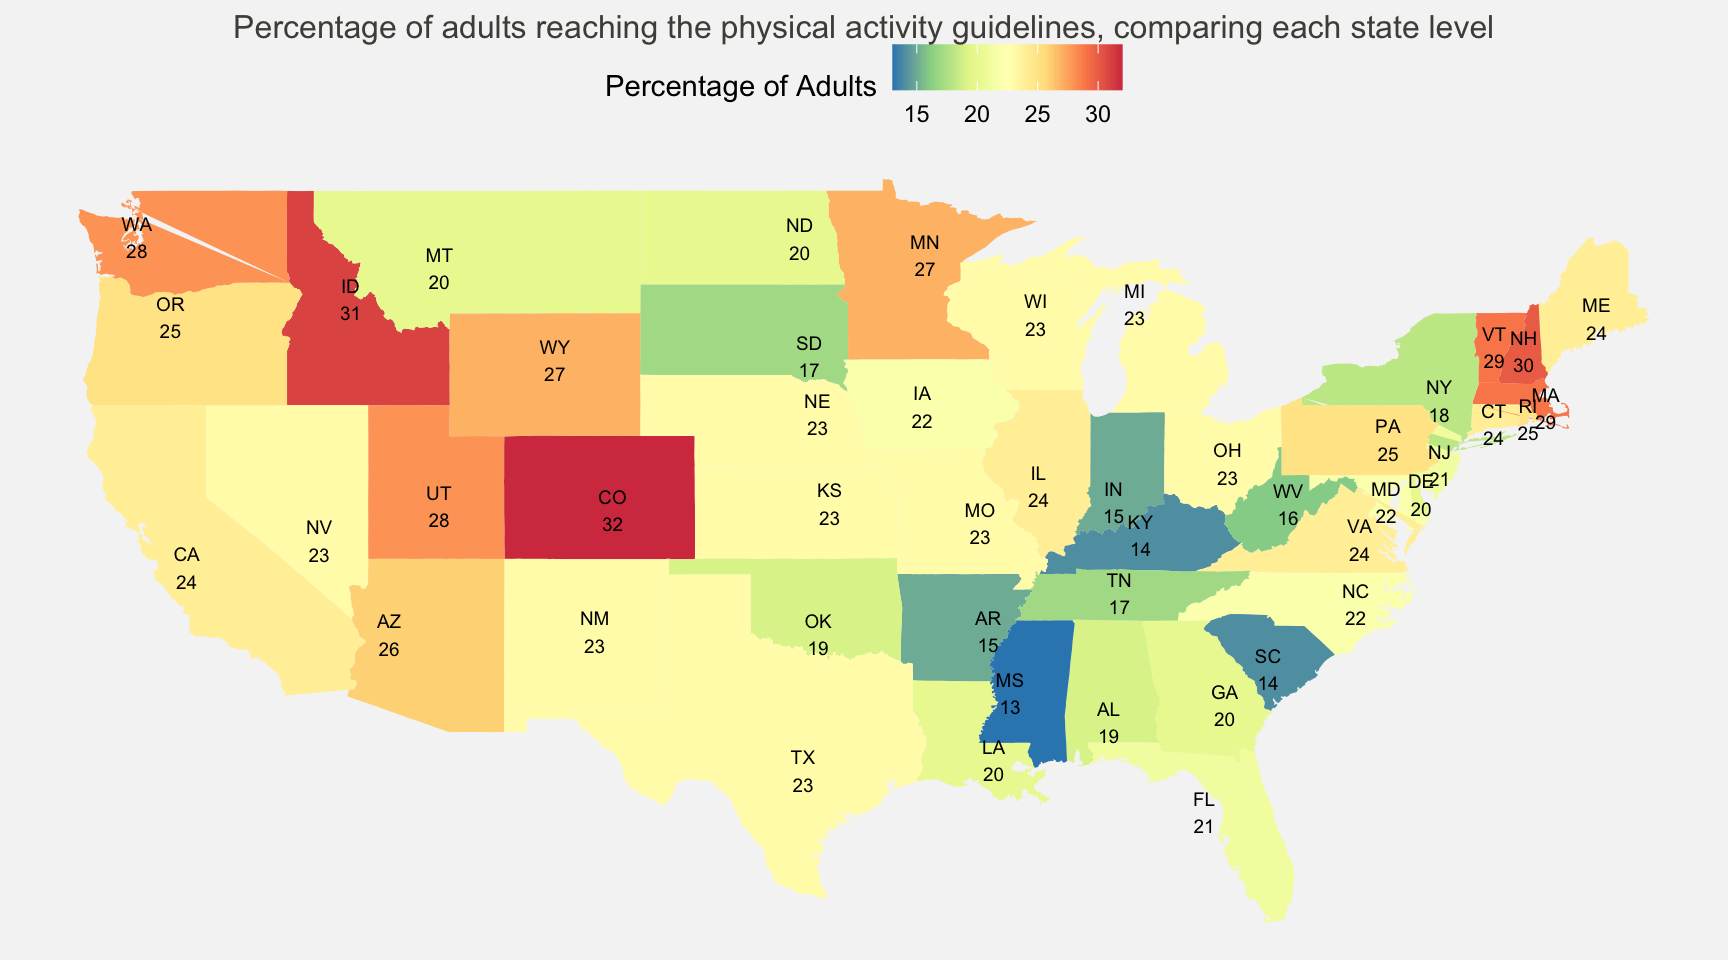 Percentage of adults reaching the physical activity guidelines, comparing each state level
Percentage of Adults
15 20 25 30
WA
28
OR
25
ID
31
MT
20
ND
20
MN
27
WI
23
MI
23
ME
24
VT
29
NH
30
WY
27
SD
17
NE
23
IA
22
NY
18
MA
29
RI
25
CT
24
PA
25
NJ
21
OH
23
IL
24
IN
15
WV
16
MD
22
DE
20
VA
24
KY
14
CA
24
NV
23
UT
28
CO
32
KS
23
MO
23
TN
17
NC
22
AZ
26
NM
23
OK
19
AR
15
SC
14
MS
13
AL
19
GA
20
LA
20
TX
23
FL
21